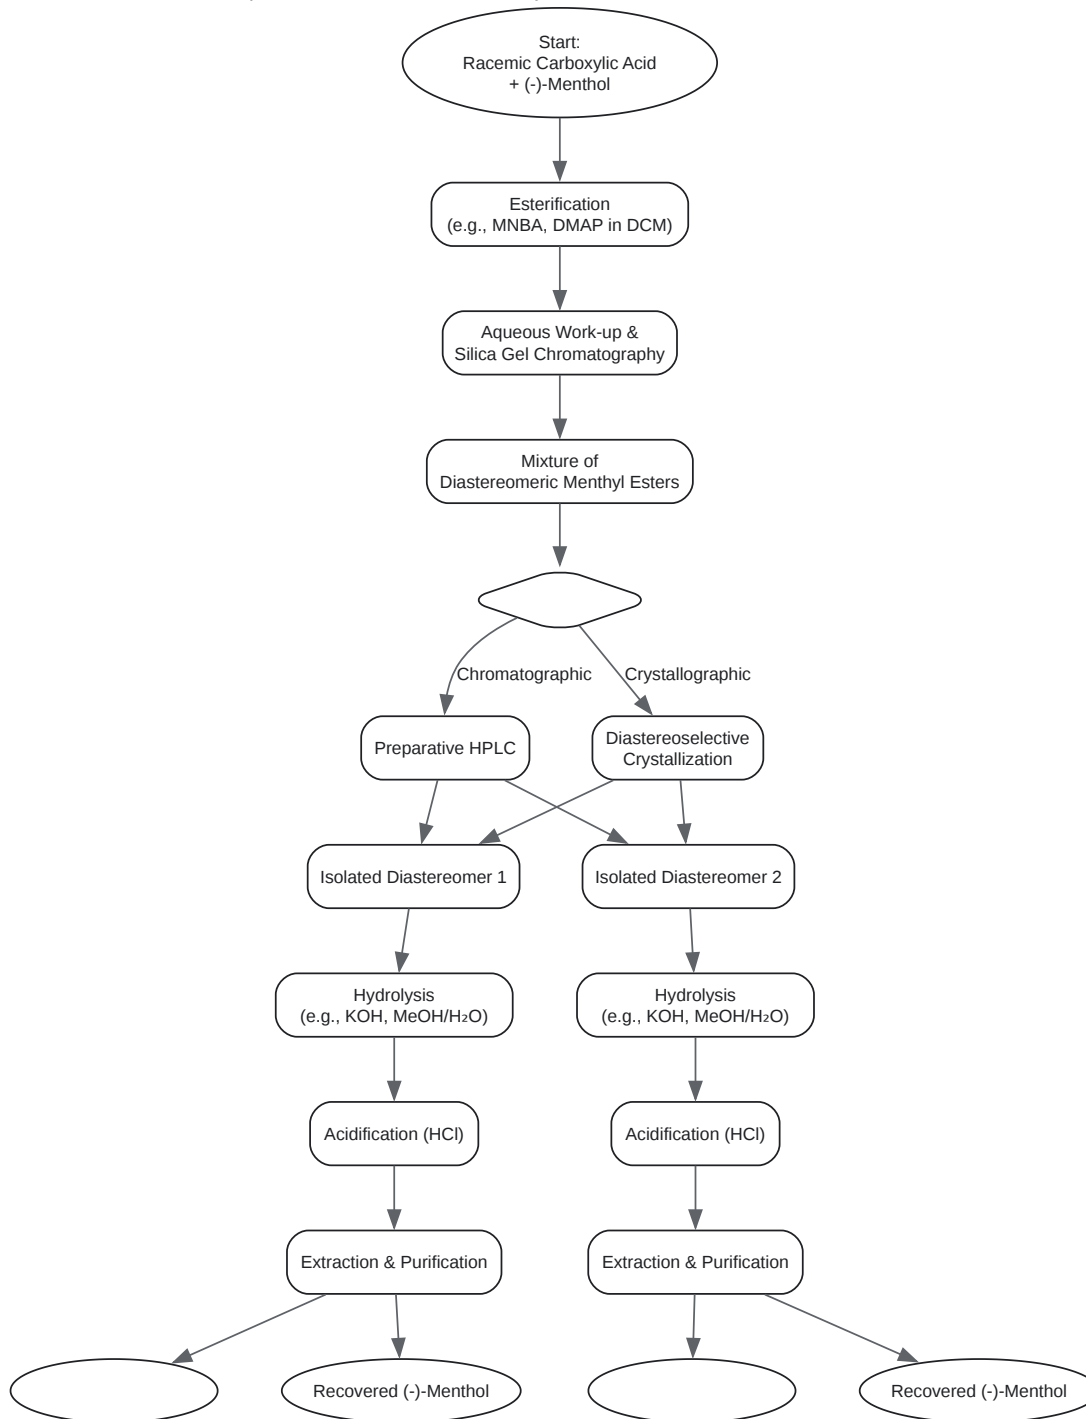 Start:
Racemic Carboxylic Acid
+ (-)-Menthol
Esterification
(e.g., MNBA, DMAP in DCM)
Aqueous Work-up &
Silica Gel Chromatography
Mixture of
Diastereomeric Menthyl Esters
Chromatographic
Crystallographic
Preparative HPLC
Diastereoselective
Crystallization
Isolated Diastereomer 1
Isolated Diastereomer 2
Hydrolysis
(e.g., KOH, MeOH/H₂O)
Hydrolysis
(e.g., KOH, MeOH/H₂O)
Acidification (HCl)
Acidification (HCl)
Extraction & Purification
Extraction & Purification
Recovered (-)-Menthol
Recovered (-)-Menthol